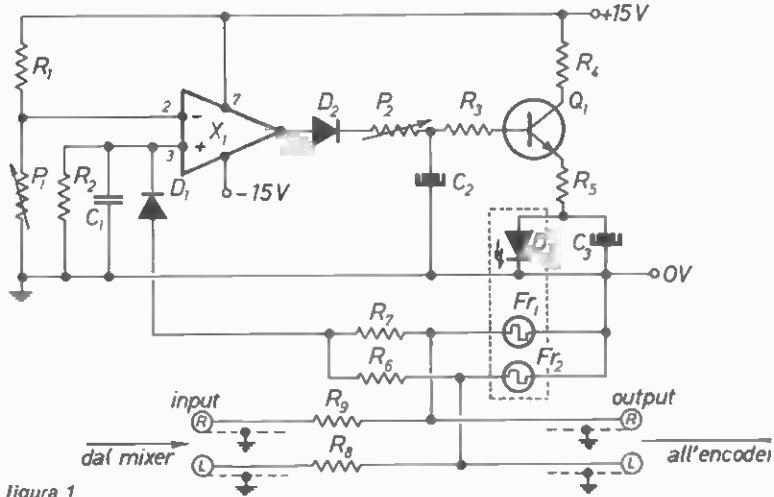 +15V
R1
R4
Q1
2
7
D2
P2
R3
X1
-
+
3
P1
R2
C1
D1
-15V
C2
R5
C3
0V
Fr1
R7
R6
Fr2
input
output
R
R9
R
dal mixer
L
R8
L
all'encoder
figura 1